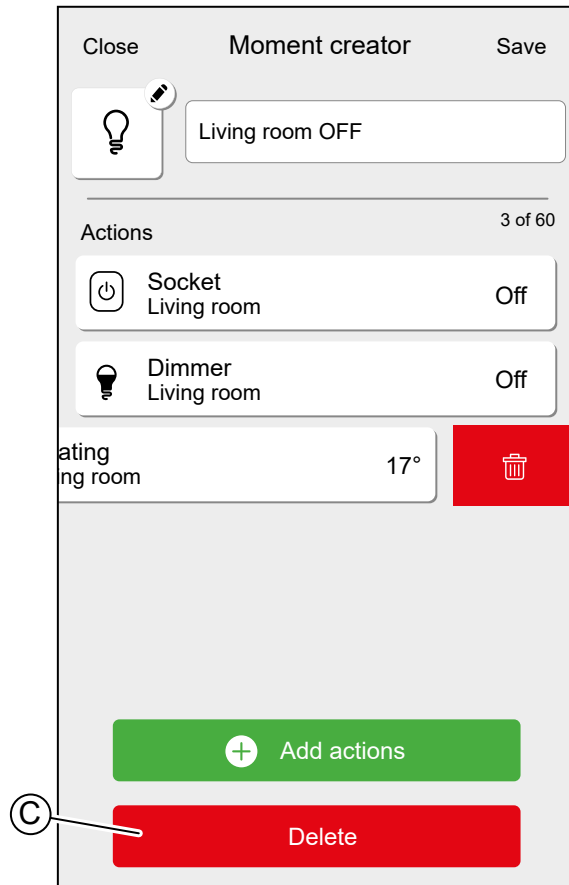 Close Moment creator Save
Living room OFF
Actions 3 of 60
Socket
Living room
Off
Dimmer
Living room
Off
ating
ing room
17°
Add actions
C
Delete